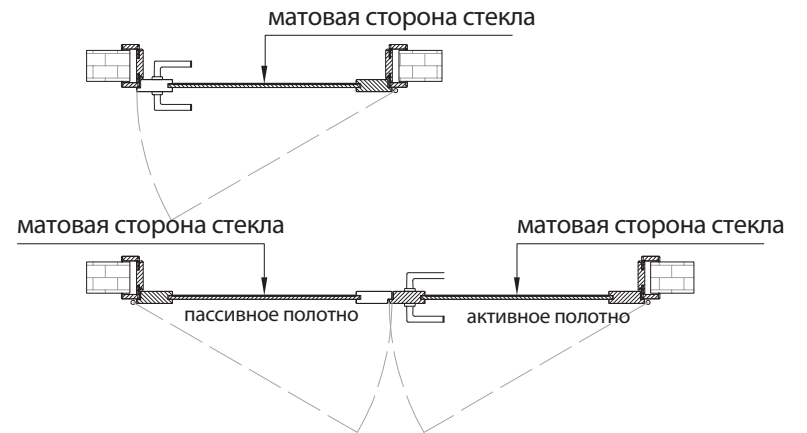 матовая сторона стекла
матовая сторона стекла
матовая сторона стекла
пассивное полотно
активное полотно